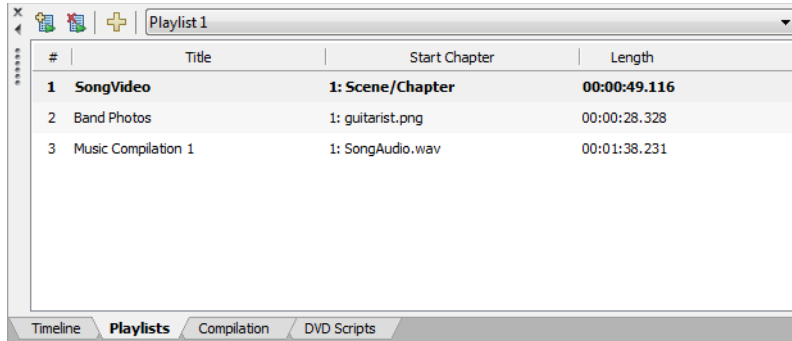 Playlist 1
# Title Start Chapter Length
1 SongVideo 1: Scene/Chapter 00:00:49.116
2 Band Photos 1: guitarist.png 00:00:28.328
3 Music Compilation 1 1: SongAudio.wav 00:01:38.231
Timeline Playlists Compilation DVD Scripts